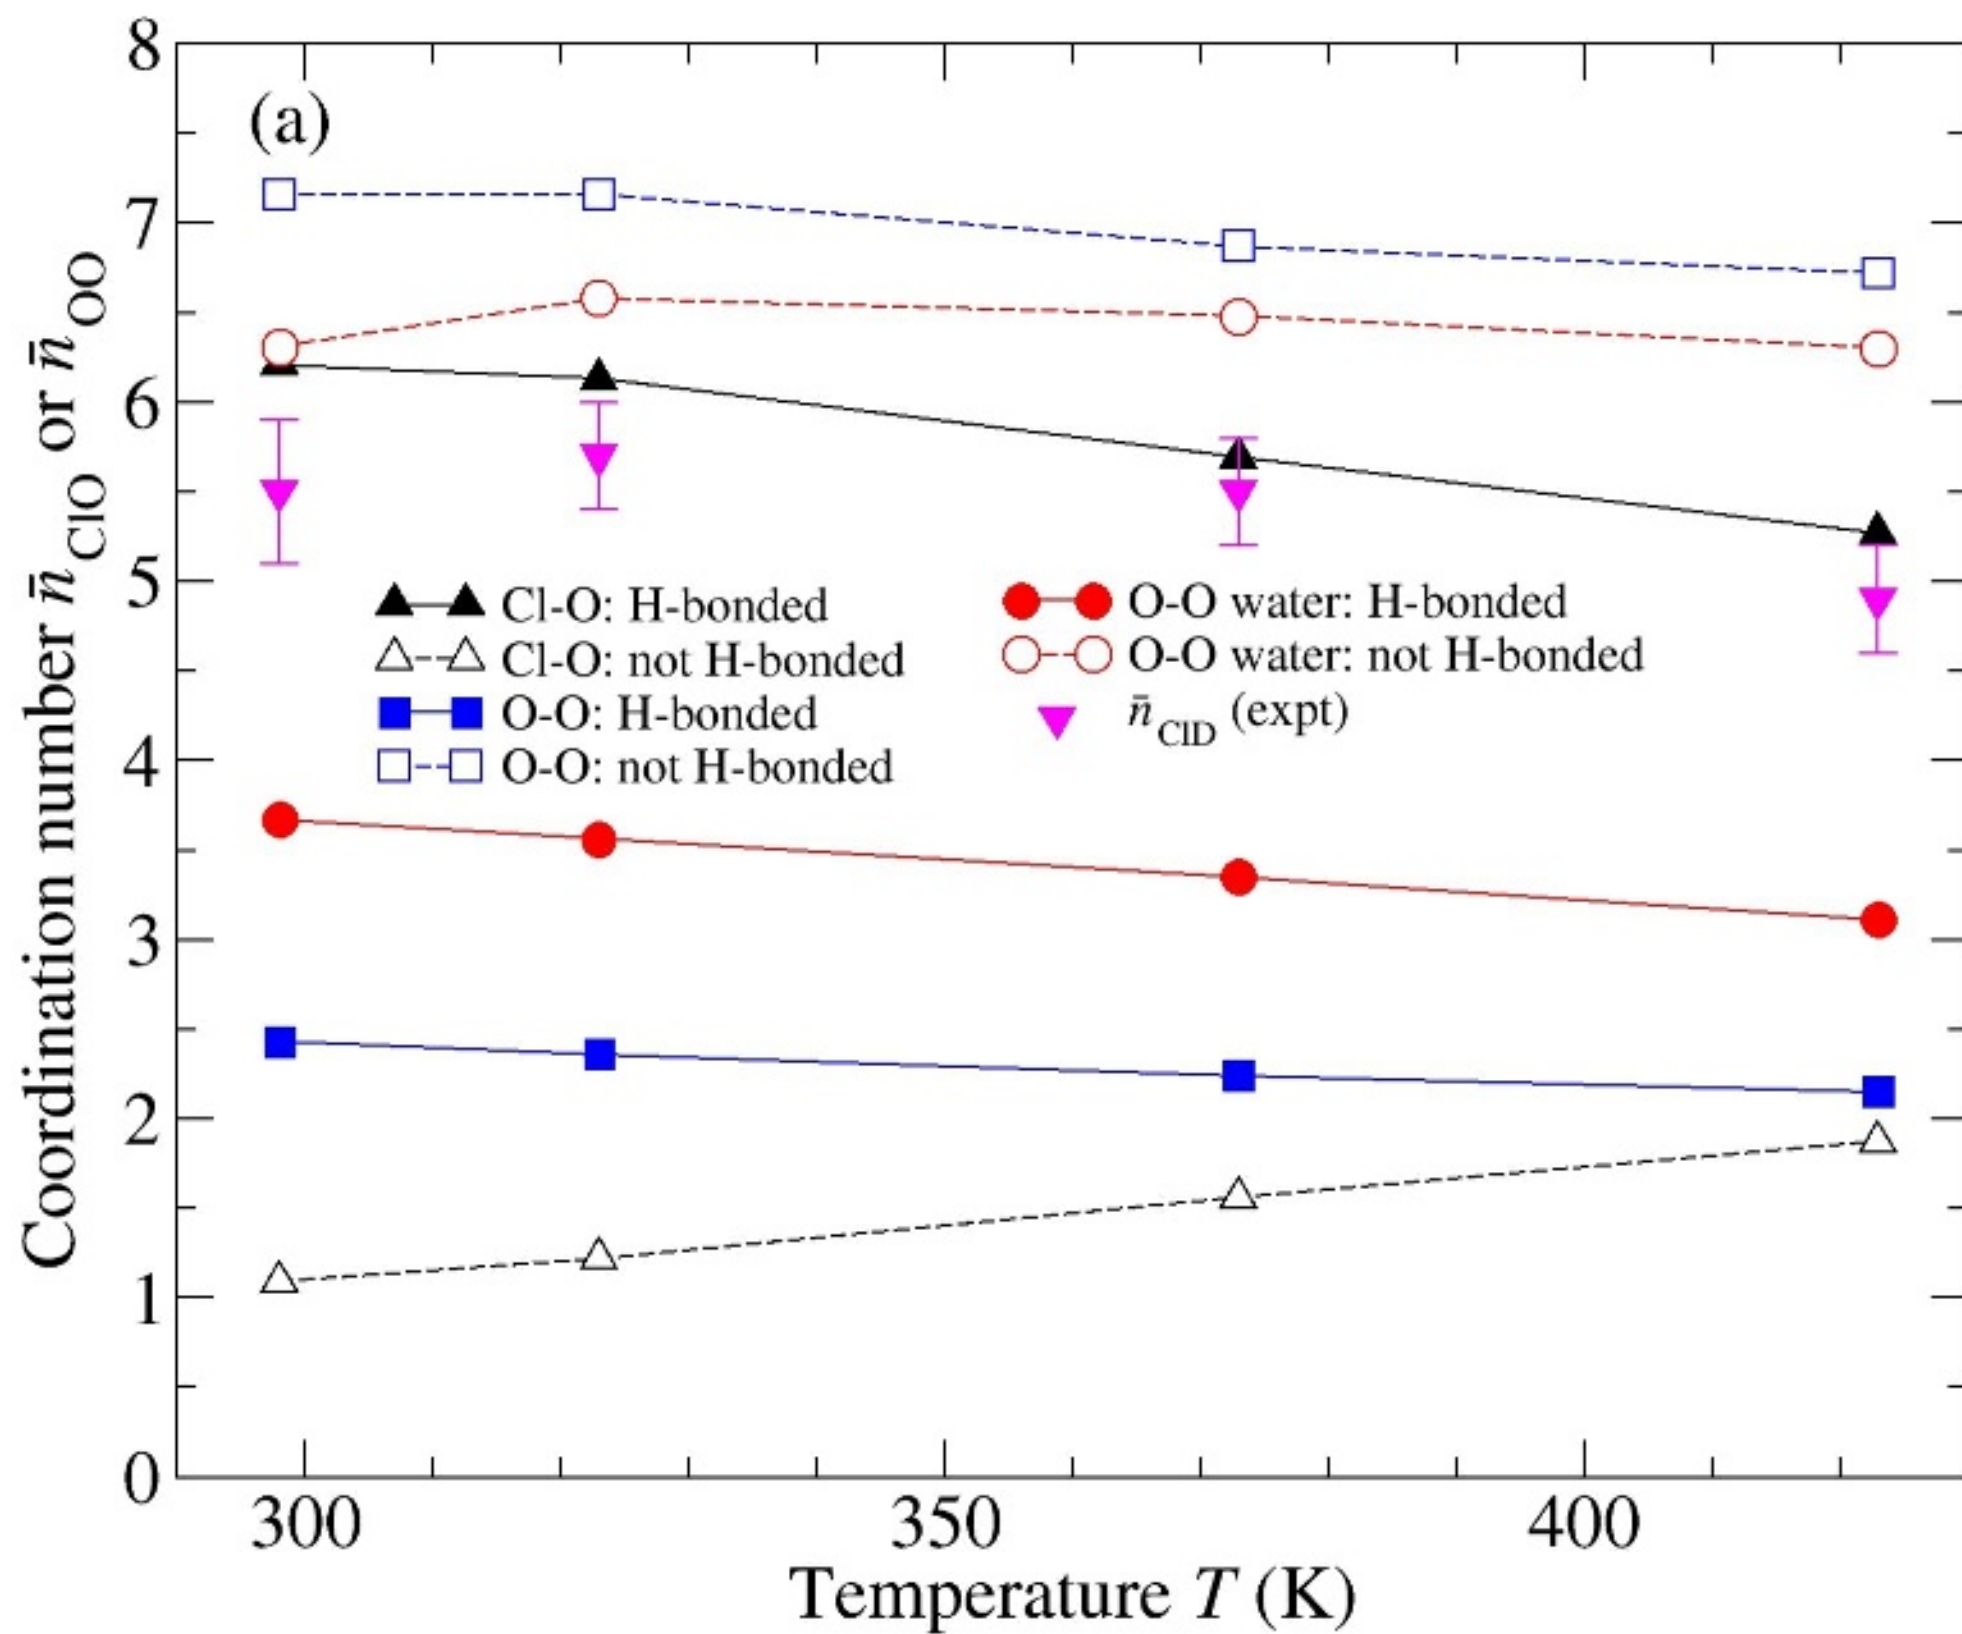 (a)
8
7
6
5
4
3
2
1
0
Coordination number n̄ClO or n̄OO
Cl-O: H-bonded
Cl-O: not H-bonded
O-O: H-bonded
O-O: not H-bonded
O-O water: H-bonded
O-O water: not H-bonded
n̄ClD (expt)
300 350 400
Temperature T (K)